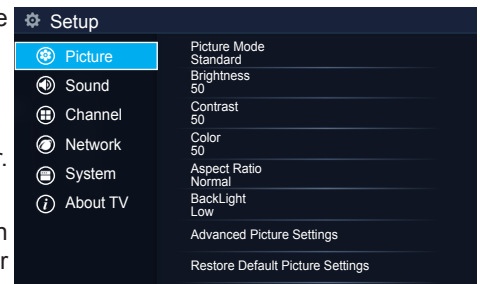 e
r.
n
r
Setup
Picture
Sound
Channel
Network
System
About TV
Picture Mode
Standard
Brightness
50
Contrast
50
Color
50
Aspect Ratio
Normal
BackLight
Low
Advanced Picture Settings
Restore Default Picture Settings